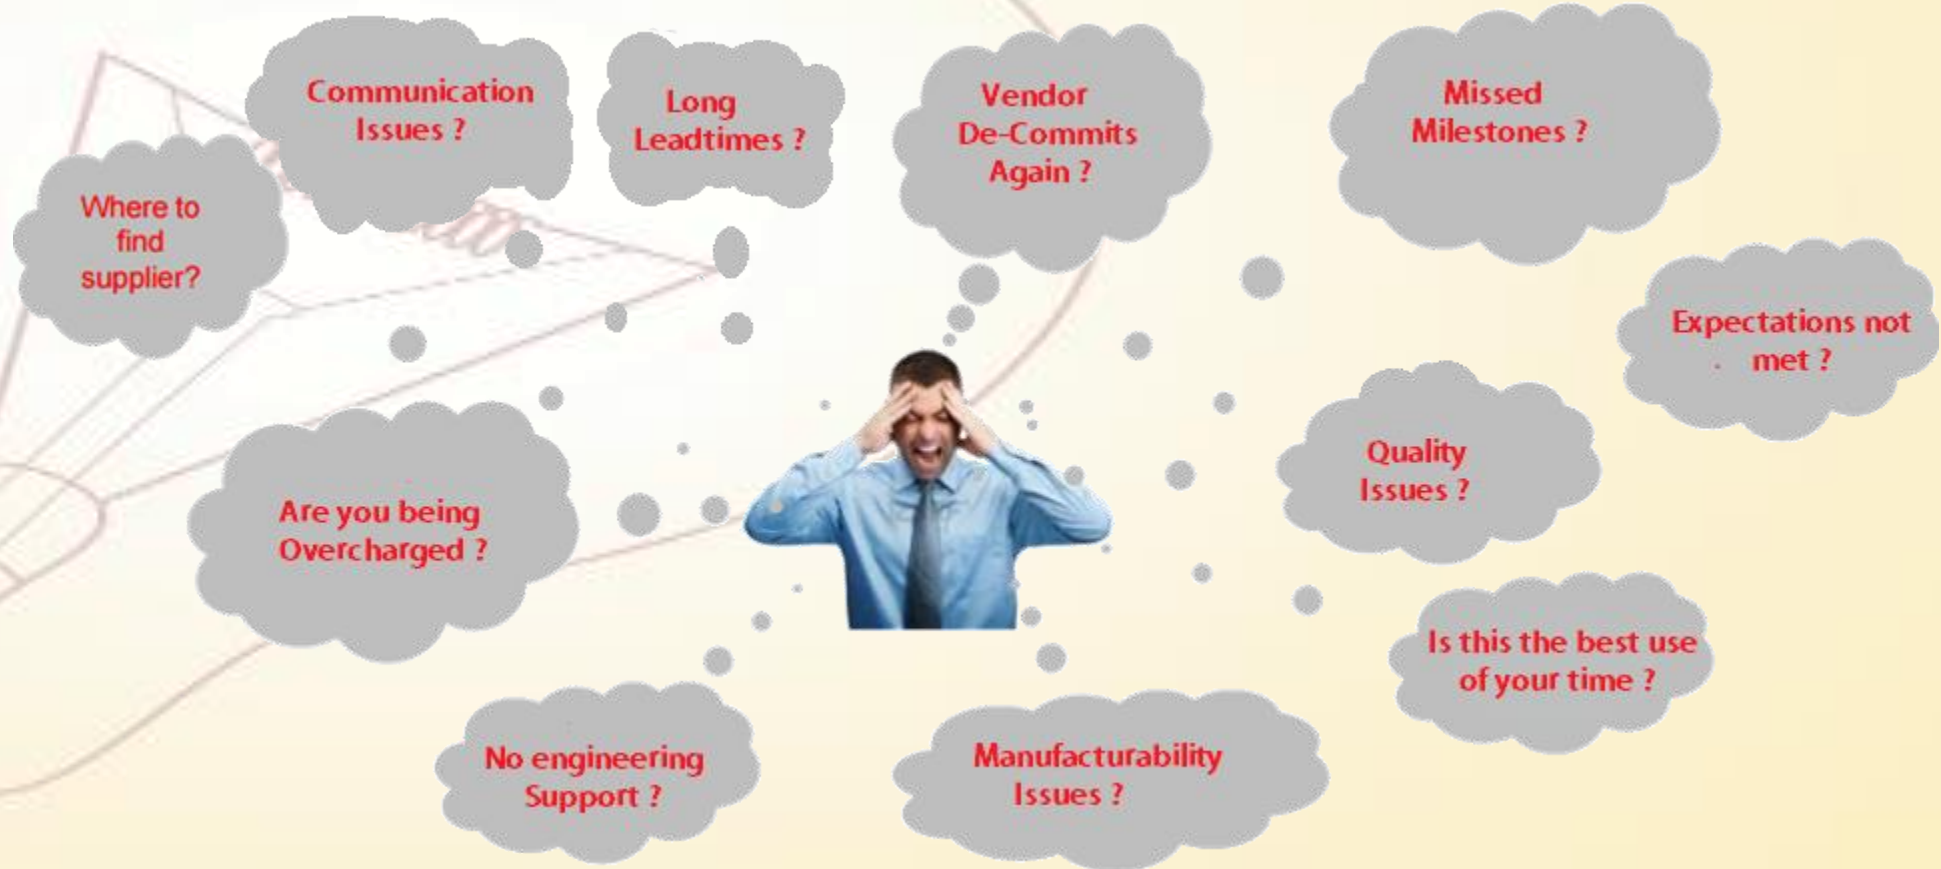 Communication
Issues ?
Long
Leadtimes ?
Vendor
De-Commits
Again ?
Missed
Milestones ?
Where to
find
supplier?
Expectations not
met ?
Quality
Issues ?
Are you being
Overcharged ?
Is this the best use
of your time ?
No engineering
Support ?
Manufacturability
Issues ?